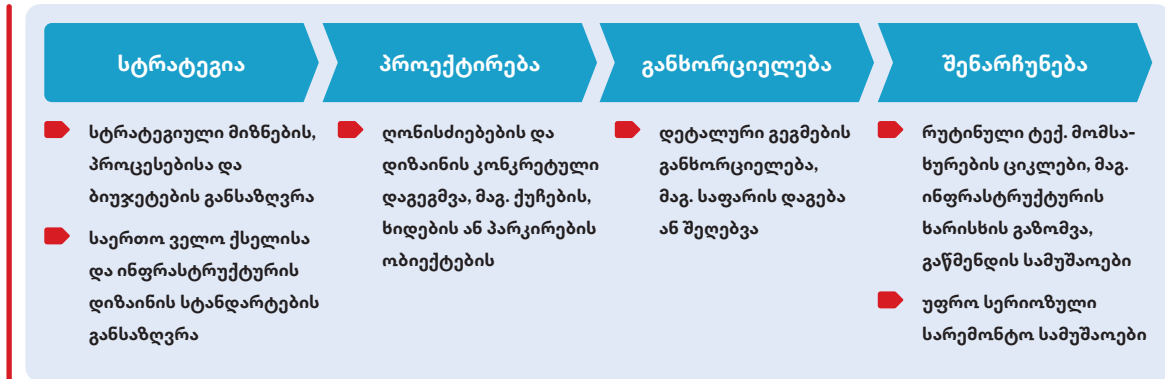 სტრატეგია
პროექტირება
განხორციელება
შენარჩუნება
სტრატეგიული მიზნების,
პროცესებისა და
ბიუჯეტების განსაზღვრა
საერთო ველო ქსელისა
და ინფრასტრუქტურის
დიზაინის სტანდარტების
განსაზღვრა
ღონისძიებების და
დიზაინის კონკრეტული
დაგეგმვა, მაგ. ქუჩების,
ხიდების ან პარკირების
ობიექტების
დეტალური გეგმების
განხორციელება,
მაგ. საფარის დაგება
ან შეღებვა
რუტინული ტექ. მომსა-
ხურების ციკლები, მაგ.
ინფრასტრუქტურის
ხარისხის გაზომვა,
გაწმენდის სამუშაოები
უფრო სერიოზული
სარემონტო სამუშაოები